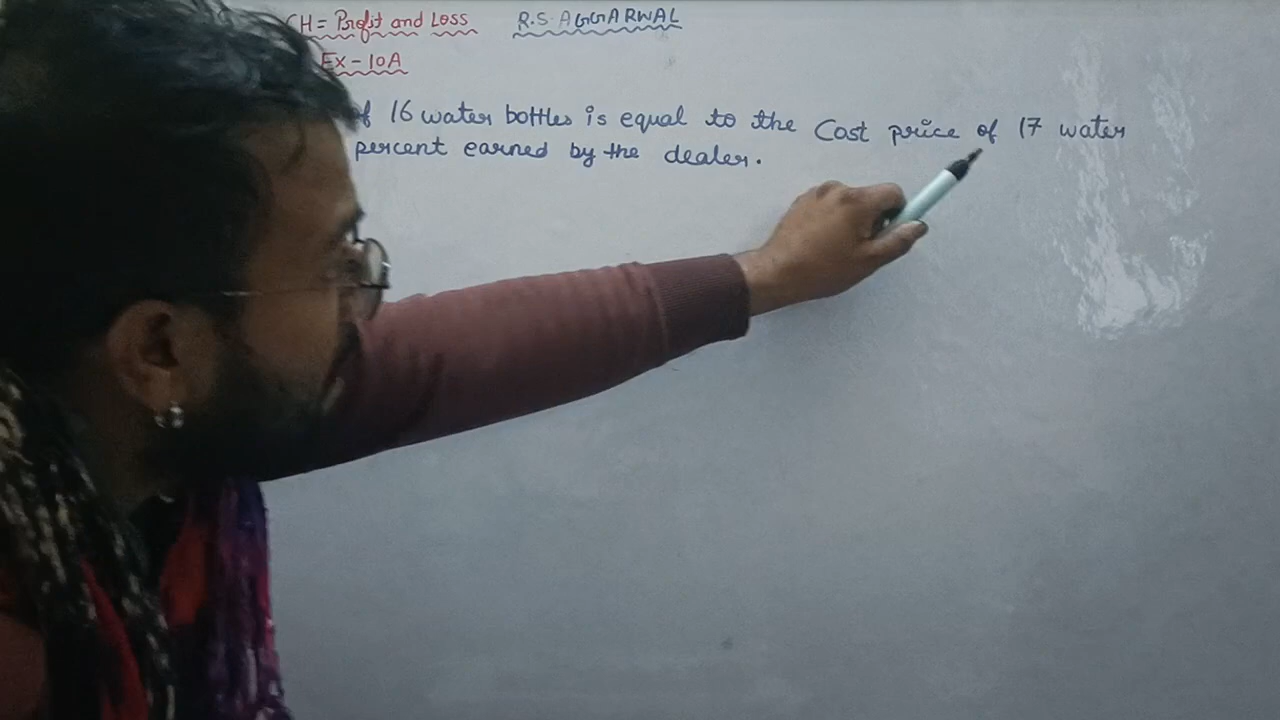 CH = Profit and Loss R.S. AGGARWAL
Ex - 10A
of 16 water bottles is equal to the Cost price of 17 water
percent earned by the dealer.